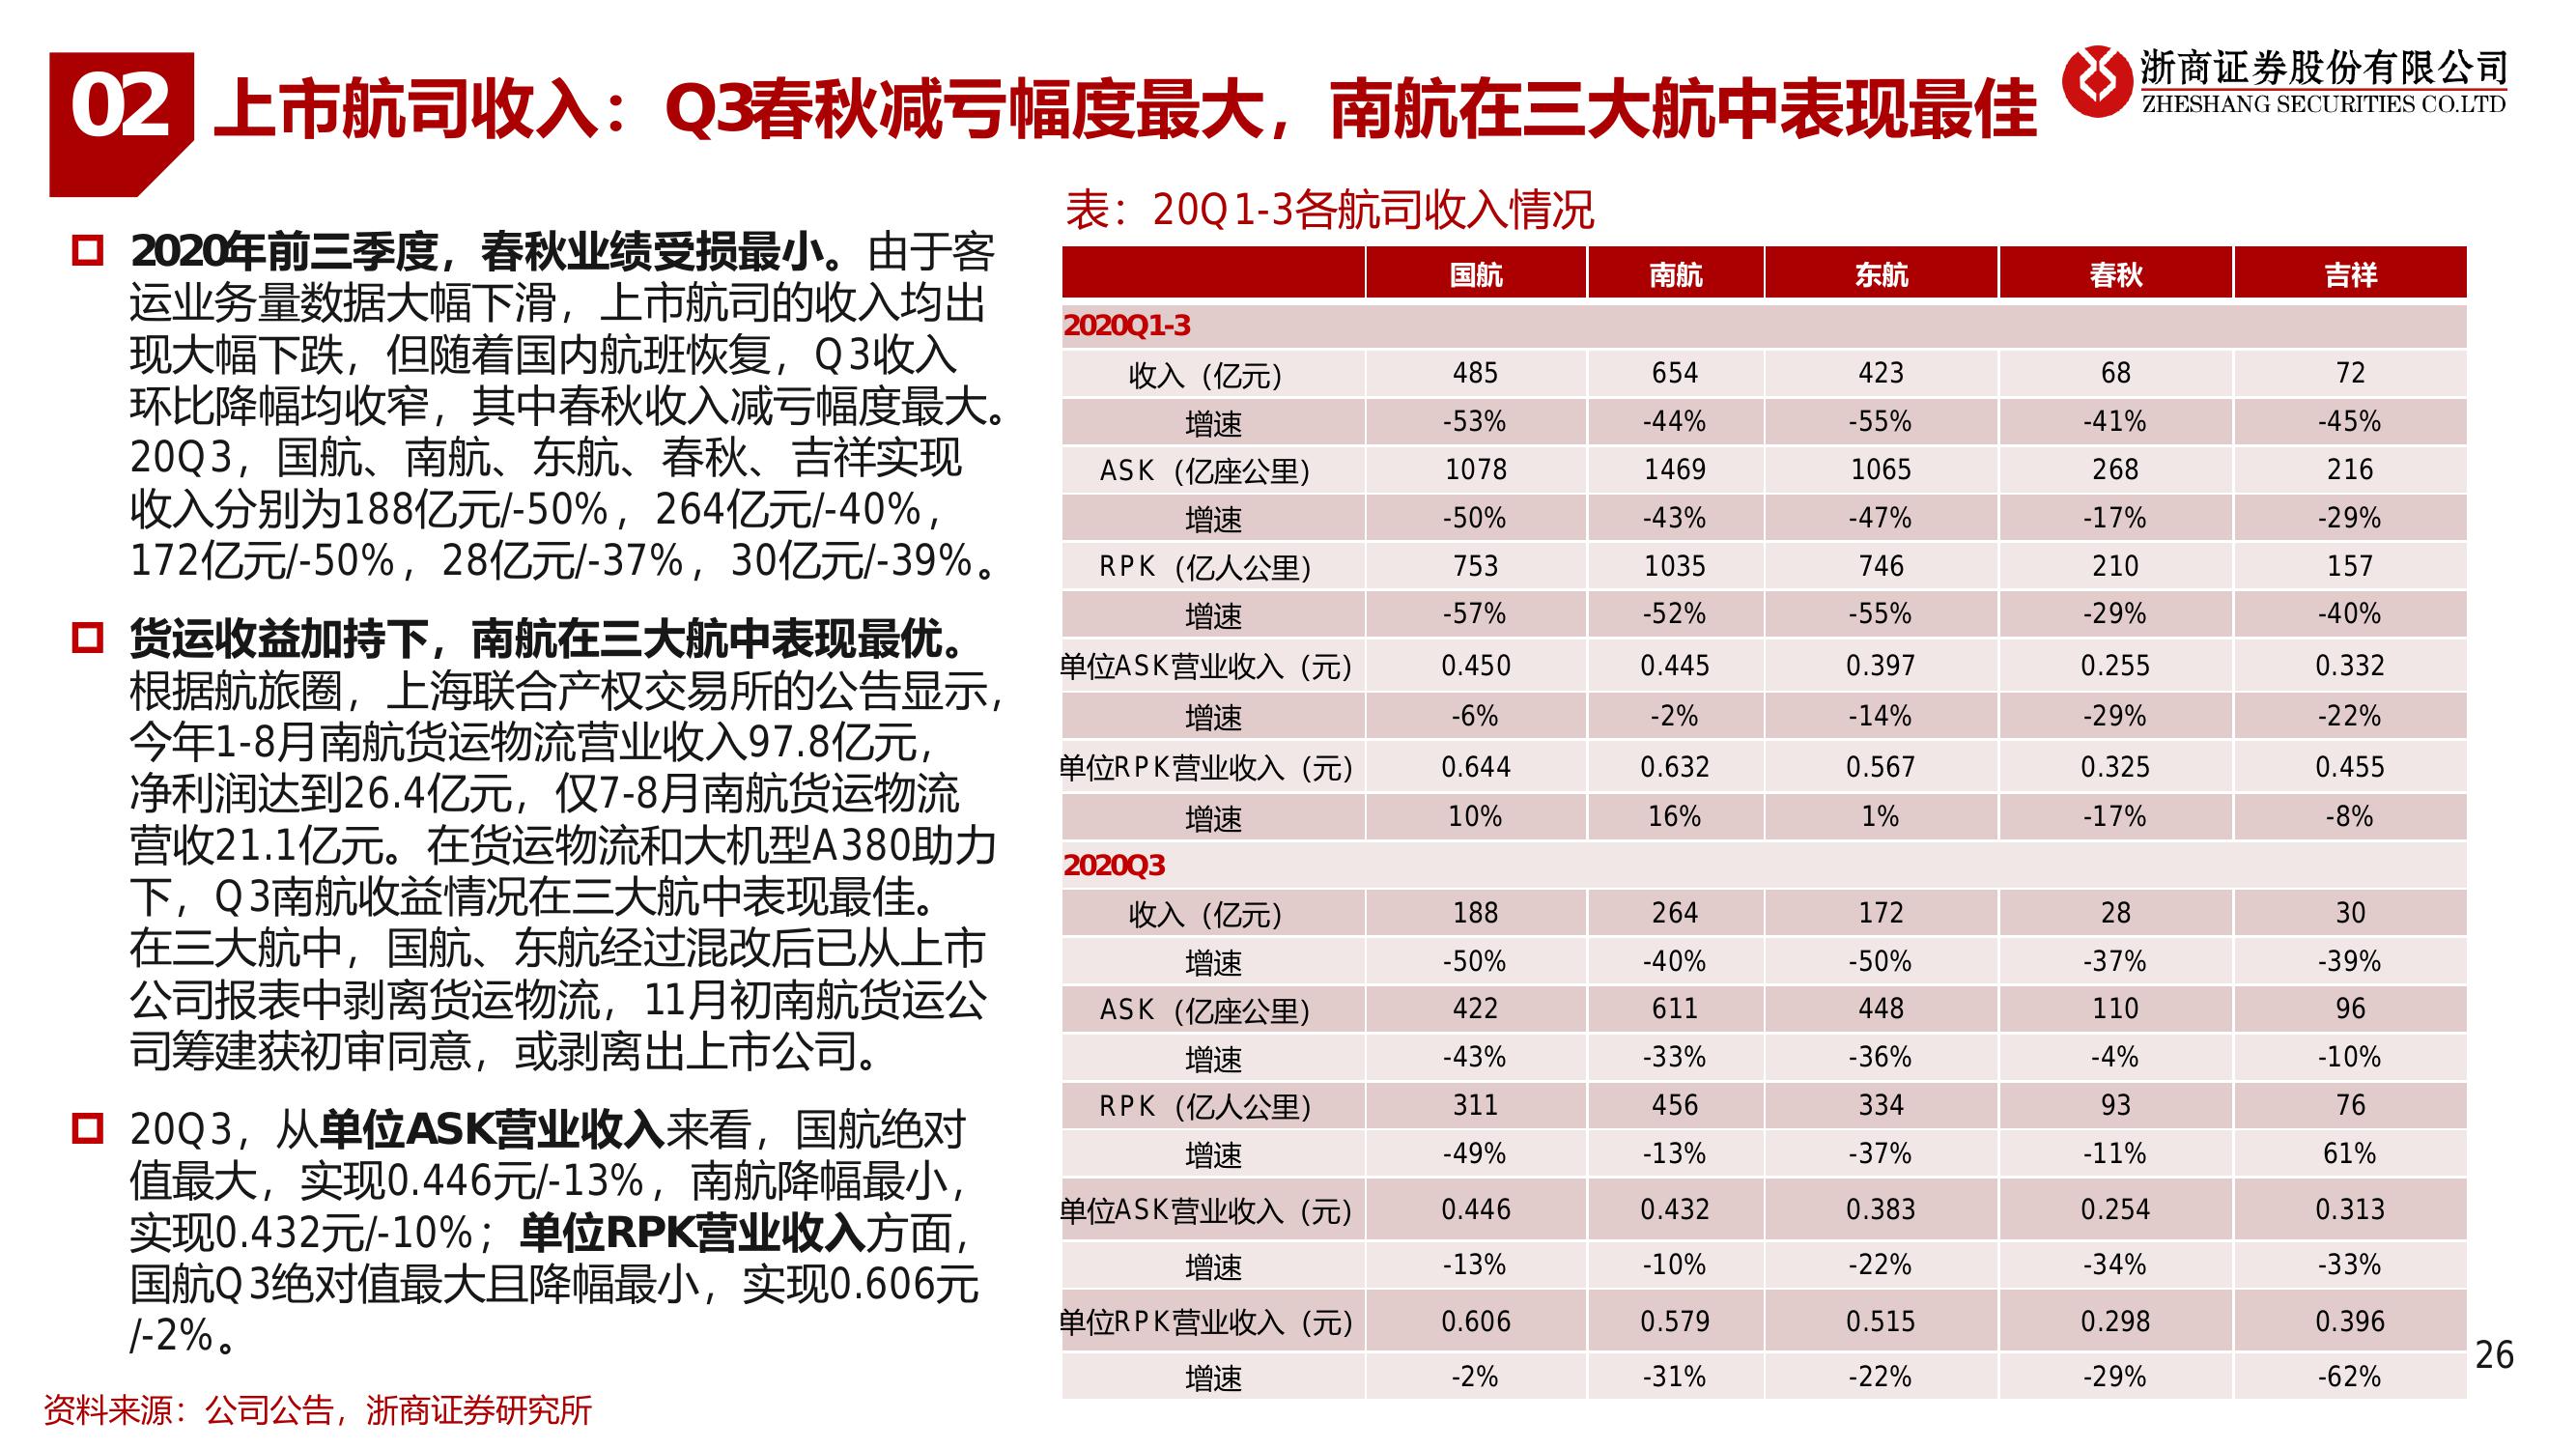 02
上市航司收入：Q3春秋减亏幅度最大，南航在三大航中表现最佳
浙商证券股份有限公司
ZHESHANG SECURITIES CO.LTD
2020年前三季度，春秋业绩受损最小。由于客
运业务量数据大幅下滑，上市航司的收入均出
现大幅下跌，但随着国内航班恢复，Q3收入
环比降幅均收窄，其中春秋收入减亏幅度最大。
20Q3，国航、南航、东航、春秋、吉祥实现
收入分别为188亿元/-50%，264亿元/-40%，
172亿元/-50%，28亿元/-37%，30亿元/-39%。
货运收益加持下，南航在三大航中表现最优。
根据航旅圈，上海联合产权交易所的公告显示，
今年1-8月南航货运物流营业收入97.8亿元，
净利润达到26.4亿元，仅7-8月南航货运物流
营收21.1亿元。在货运物流和大机型A380助力
下，Q3南航收益情况在三大航中表现最佳。
在三大航中，国航、东航经过混改后已从上市
公司报表中剥离货运物流，11月初南航货运公
司筹建获初审同意，或剥离出上市公司。
20Q3，从单位ASK营业收入来看，国航绝对
值最大，实现0.446元/-13%，南航降幅最小，
实现0.432元/-10%；单位RPK营业收入方面，
国航Q3绝对值最大且降幅最小，实现0.606元
/-2%。
表：20Q1-3各航司收入情况
国航 南航 东航 春秋 吉祥
2020Q1-3
收入（亿元） 485 654 423 68 72
增速 -53% -44% -55% -41% -45%
ASK（亿座公里） 1078 1469 1065 268 216
增速 -50% -43% -47% -17% -29%
RPK（亿人公里） 753 1035 746 210 157
增速 -57% -52% -55% -29% -40%
单位ASK营业收入（元） 0.450 0.445 0.397 0.255 0.332
增速 -6% -2% -14% -29% -22%
单位RPK营业收入（元） 0.644 0.632 0.567 0.325 0.455
增速 10% 16% 1% -17% -8%
2020Q3
收入（亿元） 188 264 172 28 30
增速 -50% -40% -50% -37% -39%
ASK（亿座公里） 422 611 448 110 96
增速 -43% -33% -36% -4% -10%
RPK（亿人公里） 311 456 334 93 76
增速 -49% -13% -37% -11% 61%
单位ASK营业收入（元） 0.446 0.432 0.383 0.254 0.313
增速 -13% -10% -22% -34% -33%
单位RPK营业收入（元） 0.606 0.579 0.515 0.298 0.396
增速 -2% -31% -22% -29% -62%
26
资料来源：公司公告，浙商证券研究所